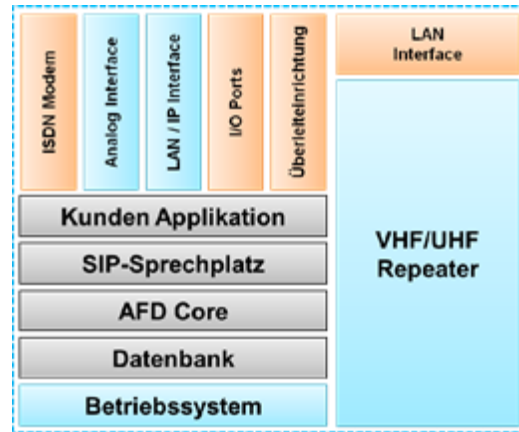 ISDN Modem
Analog Interface
LAN / IP Interface
I/O Ports
Überleiteinrichtung
LAN
Interface
Kunden Applikation
SIP-Sprechplatz
AFD Core
Datenbank
Betriebssystem
VHF/UHF
Repeater